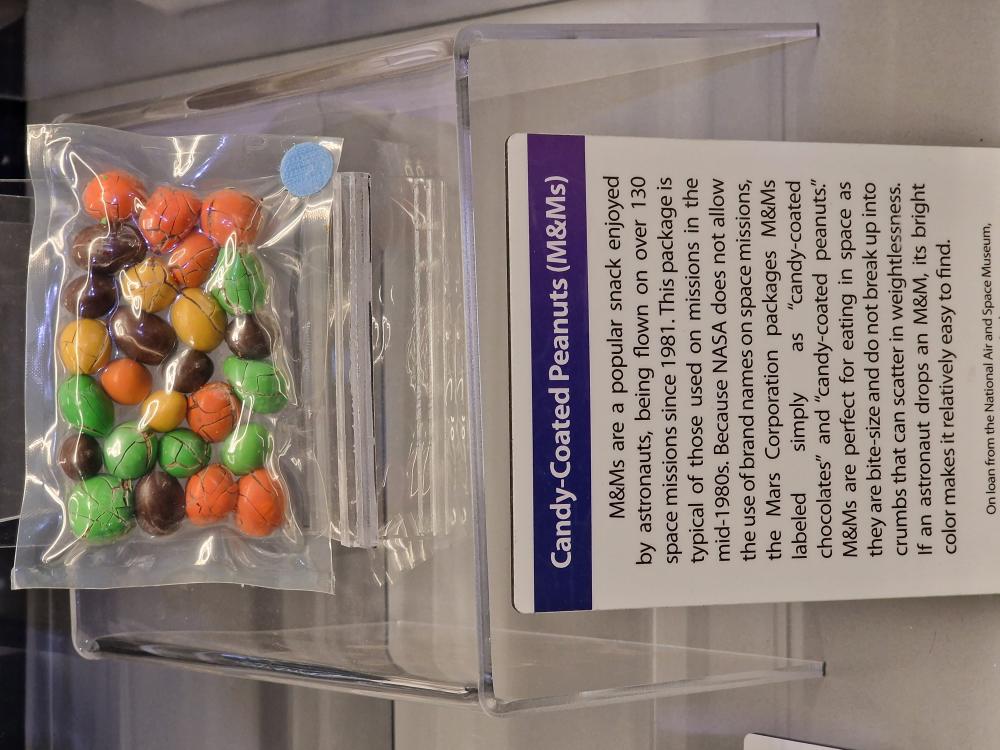 Candy-Coated Peanuts (M&Ms)
M&Ms are a popular snack enjoyed
by astronauts, being flown on over 130
space missions since 1981. This package is
typical of those used on missions in the
mid-1980s. Because NASA does not allow
the use of brand names on space missions,
the Mars Corporation packages M&Ms
labeled simply as “candy-coated
chocolates” and “candy-coated peanuts.”
M&Ms are perfect for eating in space as
they are bite-size and do not break up into
crumbs that can scatter in weightlessness.
If an astronaut drops an M&M, its bright
color makes it relatively easy to find.
On loan from the National Air and Space Museum,